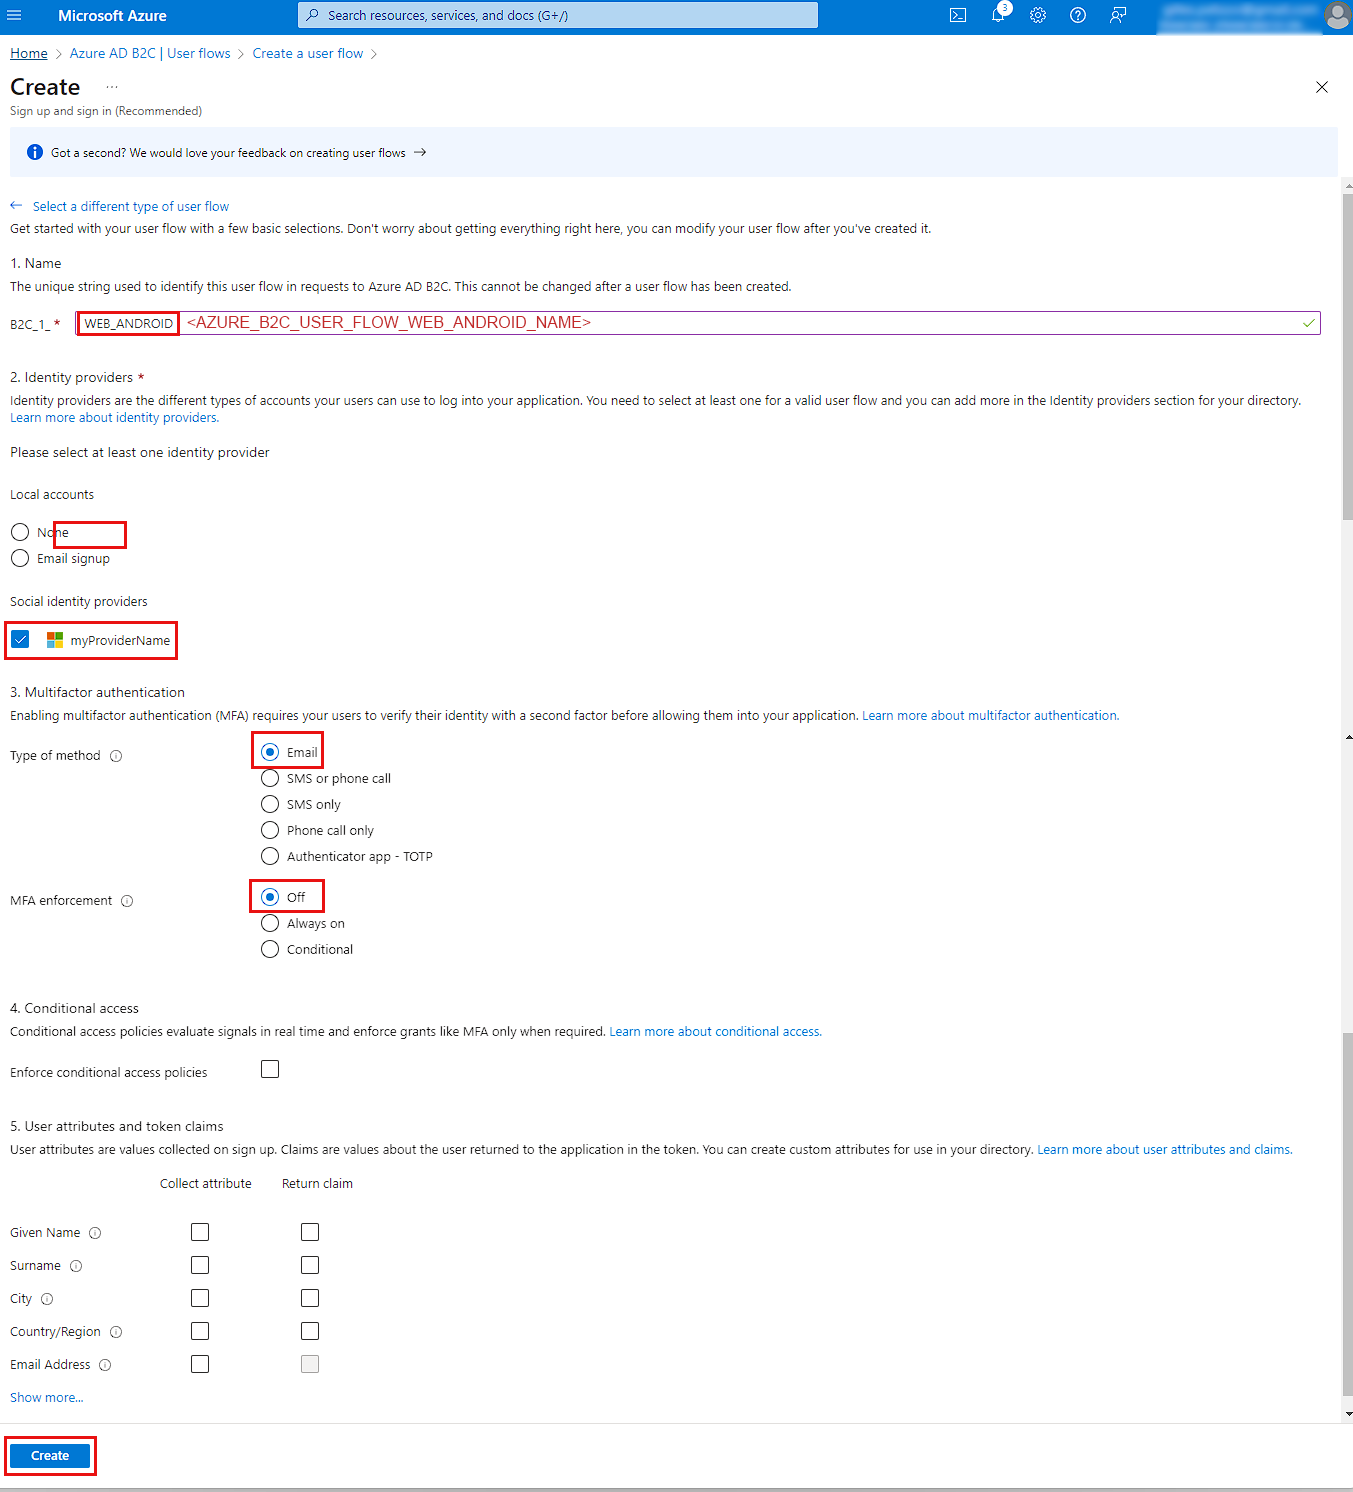 Microsoft Azure
Search resources, services, and docs (G+/)
3
Home > Azure AD B2C | User flows > Create a user flow >
Create ...
Sign up and sign in (Recommended)
Got a second? We would love your feedback on creating user flows →
← Select a different type of user flow
Get started with your user flow with a few basic selections. Don't worry about getting everything right here, you can modify your user flow after you've created it.
1. Name
The unique string used to identify this user flow in requests to Azure AD B2C. This cannot be changed after a user flow has been created.
B2C_1_ * WEB_ANDROID <AZURE_B2C_USER_FLOW_WEB_ANDROID_NAME>
2. Identity providers *
Identity providers are the different types of accounts your users can use to log into your application. You need to select at least one for a valid user flow and you can add more in the Identity providers section for your directory.
Learn more about identity providers.
Please select at least one identity provider
Local accounts
None
Email signup
Social identity providers
myProviderName
3. Multifactor authentication
Enabling multifactor authentication (MFA) requires your users to verify their identity with a second factor before allowing them into your application. Learn more about multifactor authentication.
Type of method
Email
SMS or phone call
SMS only
Phone call only
Authenticator app - TOTP
MFA enforcement
Off
Always on
Conditional
4. Conditional access
Conditional access policies evaluate signals in real time and enforce grants like MFA only when required. Learn more about conditional access.
Enforce conditional access policies
5. User attributes and token claims
User attributes are values collected on sign up. Claims are values about the user returned to the application in the token. You can create custom attributes for use in your directory. Learn more about user attributes and claims.
Collect attribute Return claim
Given Name
Surname
City
Country/Region
Email Address
Show more...
Create